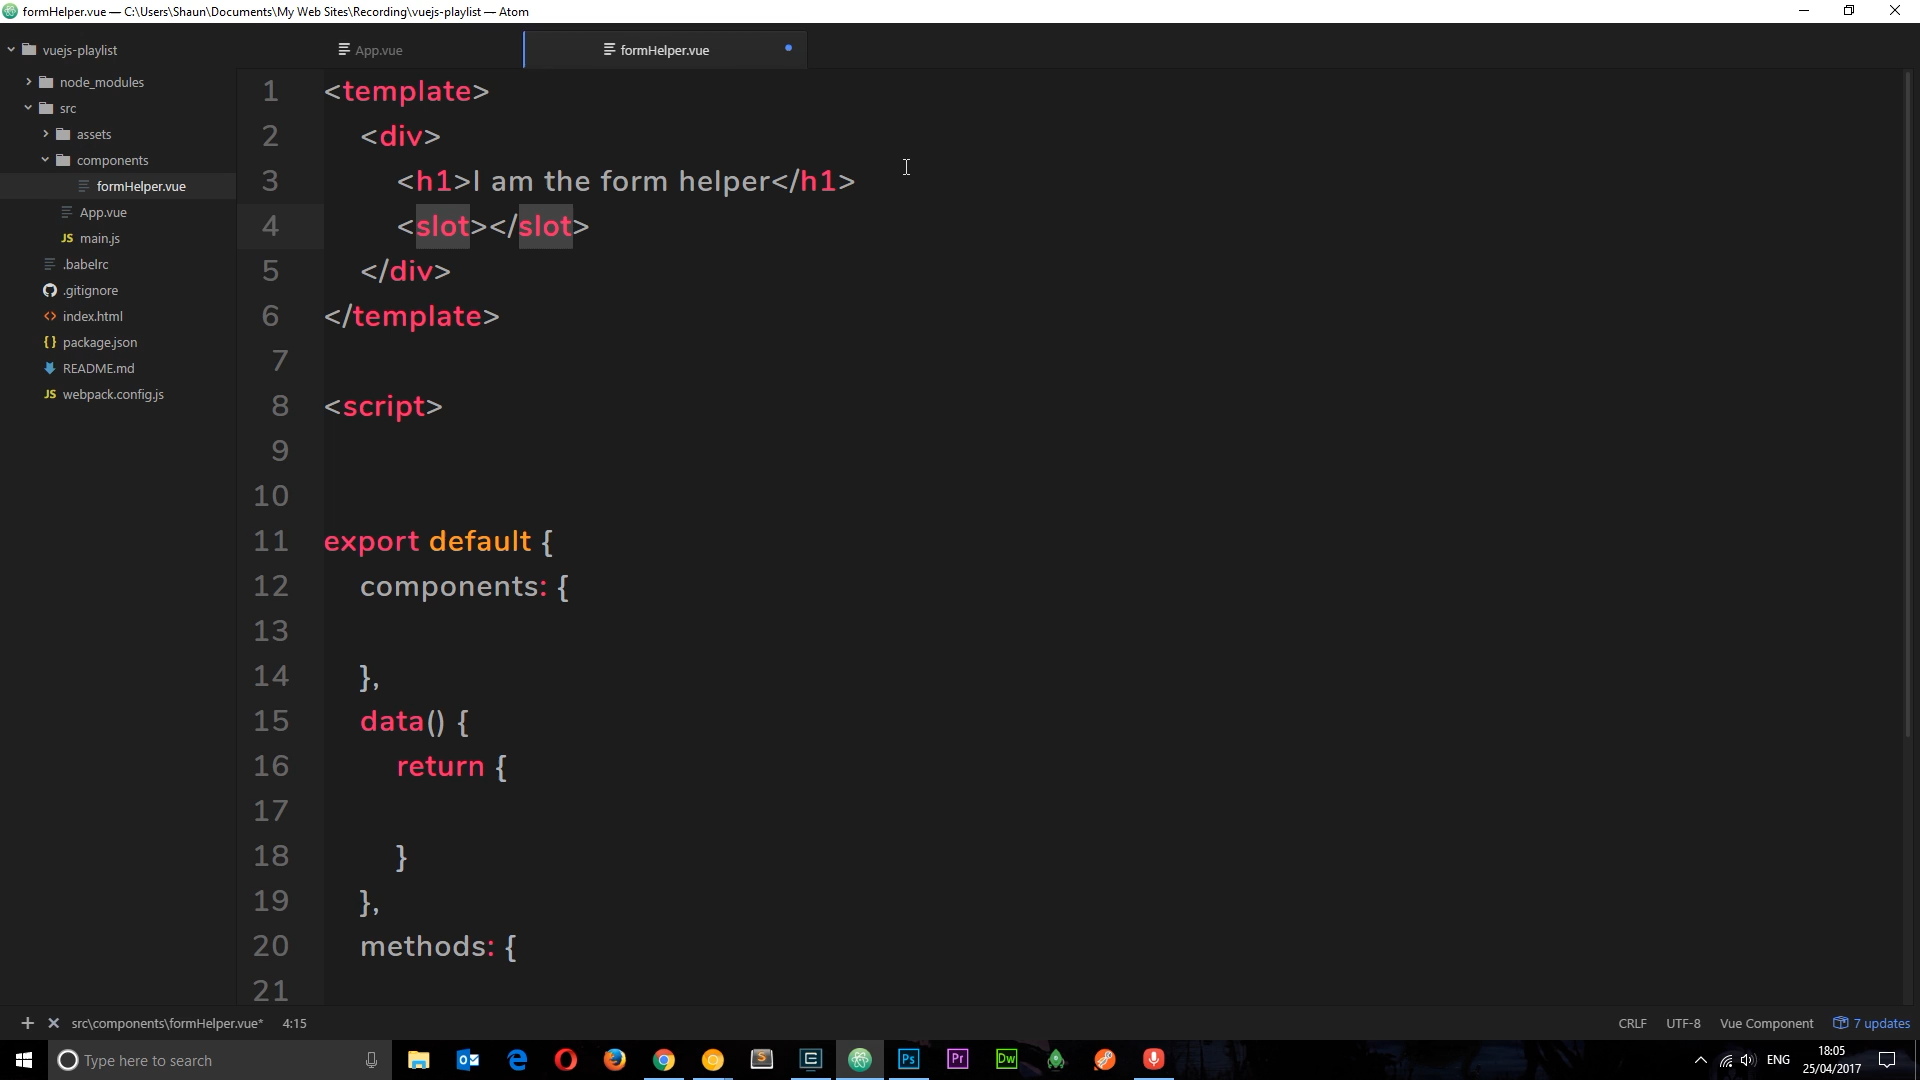 formHelper.vue — C:\Users\Shaun\Documents\My Web Sites\Recording\vuejs-playlist — Atom
vuejs-playlist
node_modules
src
assets
components
formHelper.vue
App.vue
main.js
.babelrc
.gitignore
index.html
package.json
README.md
webpack.config.js
App.vue
formHelper.vue
1 <template>
2 <div>
3 <h1>I am the form helper</h1>
4 <slot></slot>
5 </div>
6 </template>
7
8 <script>
9
10
11 export default {
12 components: {
13
14 },
15 data() {
16 return {
17
18 }
19 },
20 methods: {
21
src\components\formHelper.vue* 4:15
CRLF UTF-8 Vue Component 7 updates
Type here to search
ENG
18:05
25/04/2017